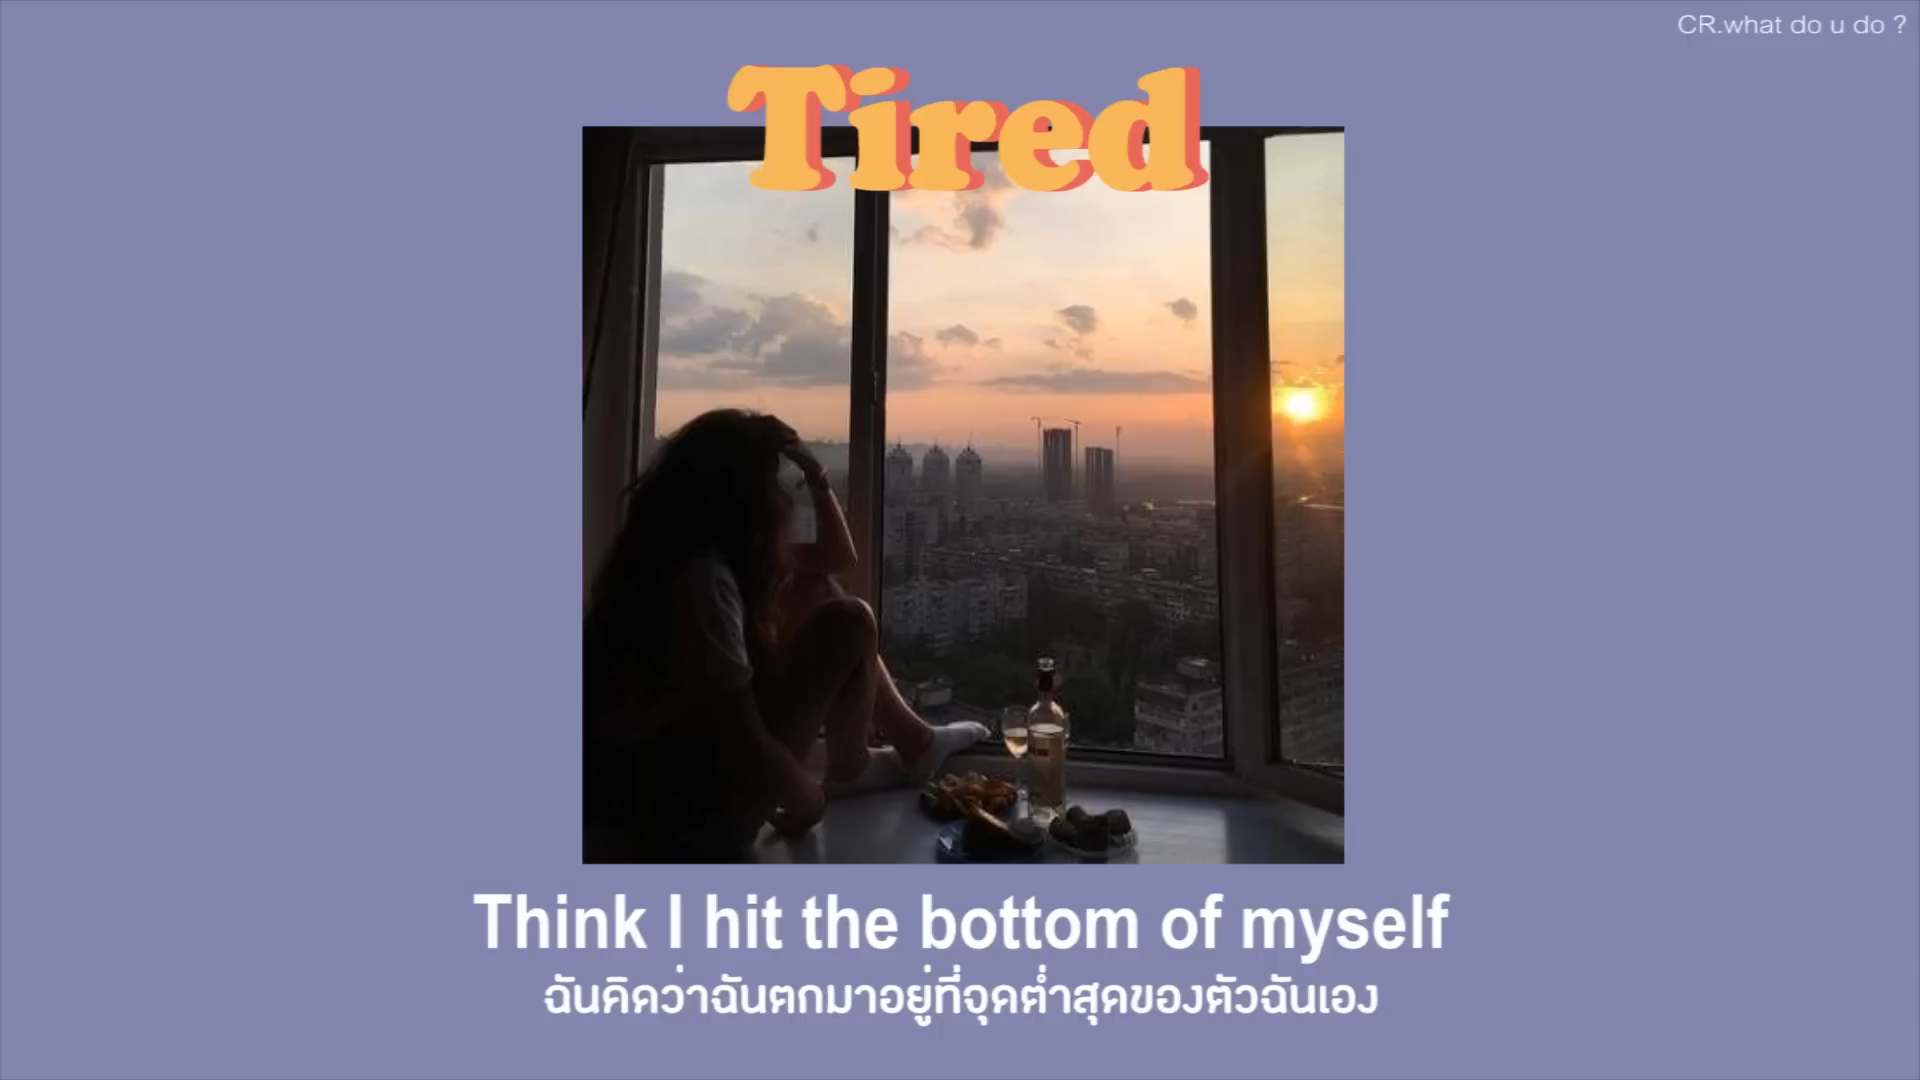 CR.what do u do ?
Tired
Think I hit the bottom of myself
ฉันคิดว่าฉันตกมาอยู่ที่จุดต่ำสุดของตัวฉันเอง